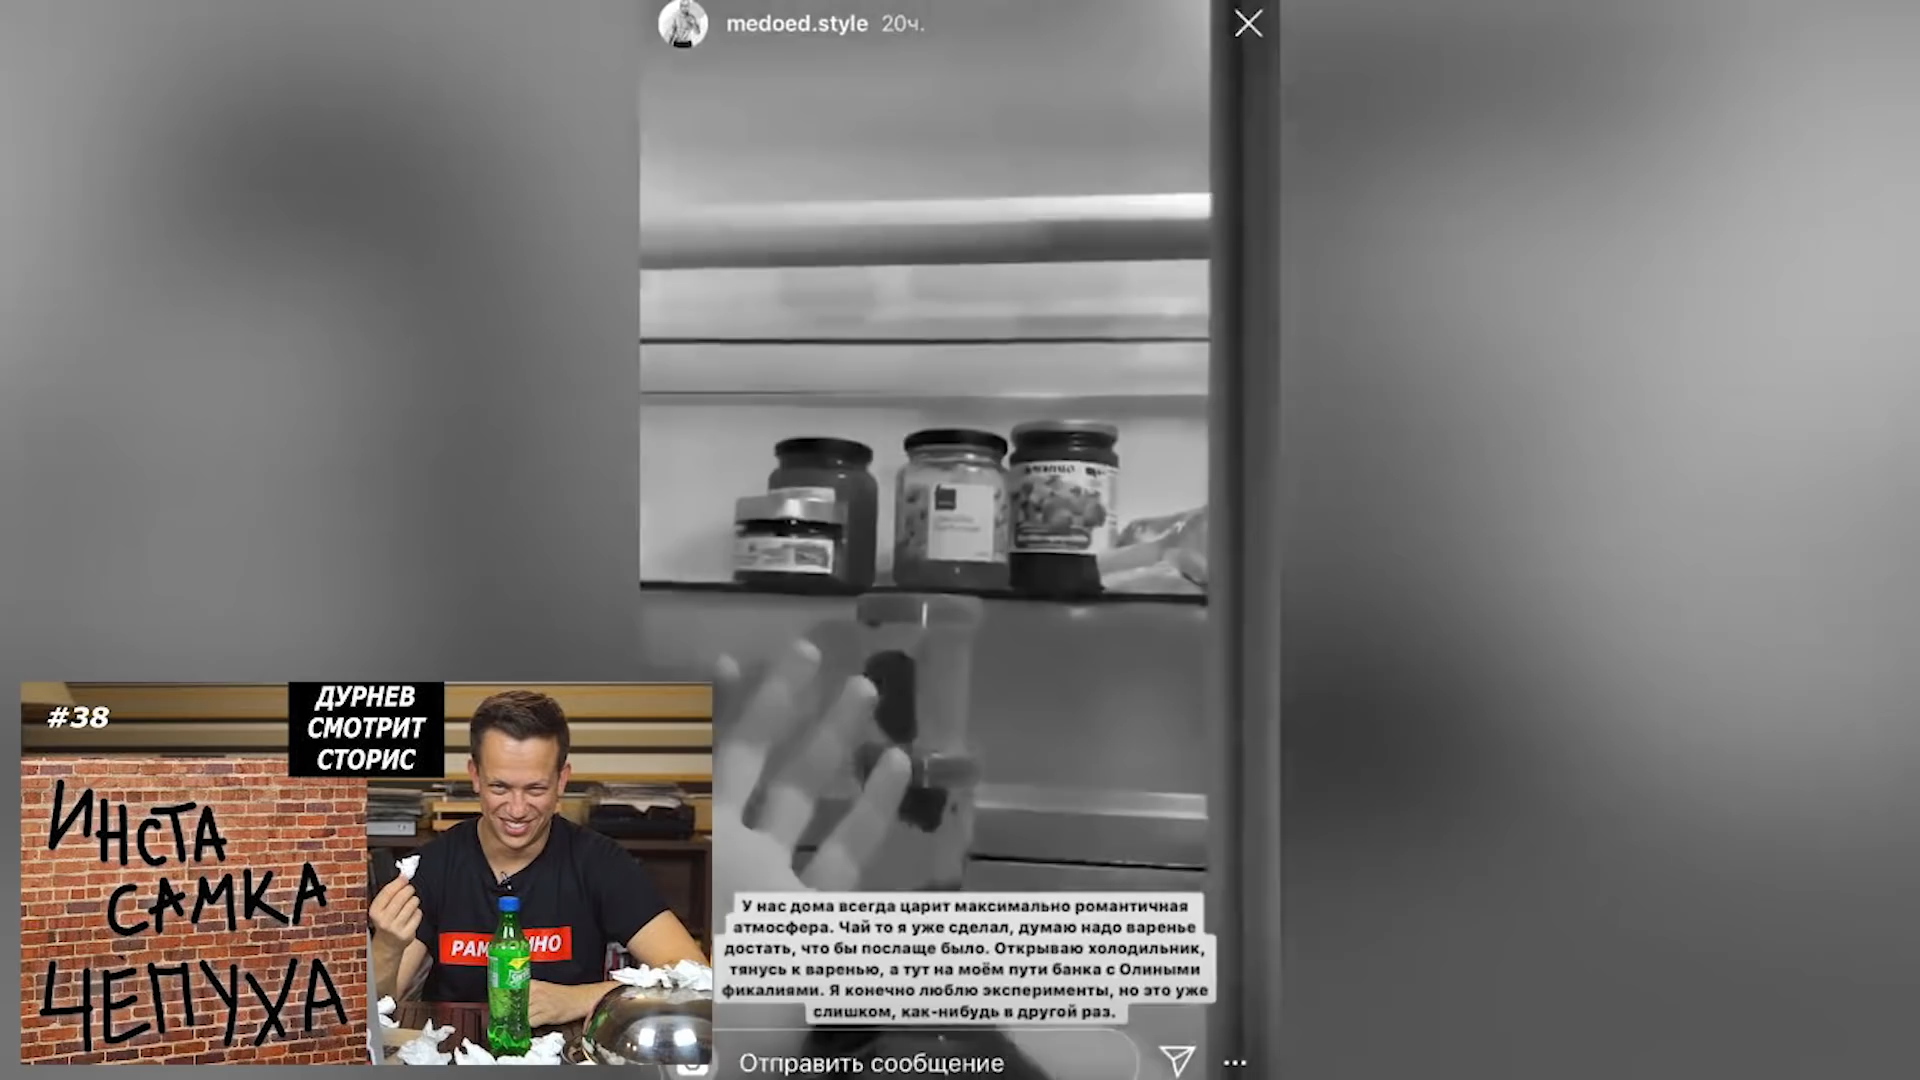 medoed.style 20ч.
У нас дома всегда царит максимально романтичная
атмосфера. Чай то я уже сделал, думаю надо варенье
достать, что бы послаще было. Открываю холодильник,
тянусь к варенью, а тут на моём пути банка с Олиными
фикалиями. Я конечно люблю эксперименты, но это уже
слишком, как-нибудь в другой раз.
Отправить сообщение
#38
ДУРНЕВ
СМОТРИТ
СТОРИС
ИНСТА
САМКА
ЧЕПУХА